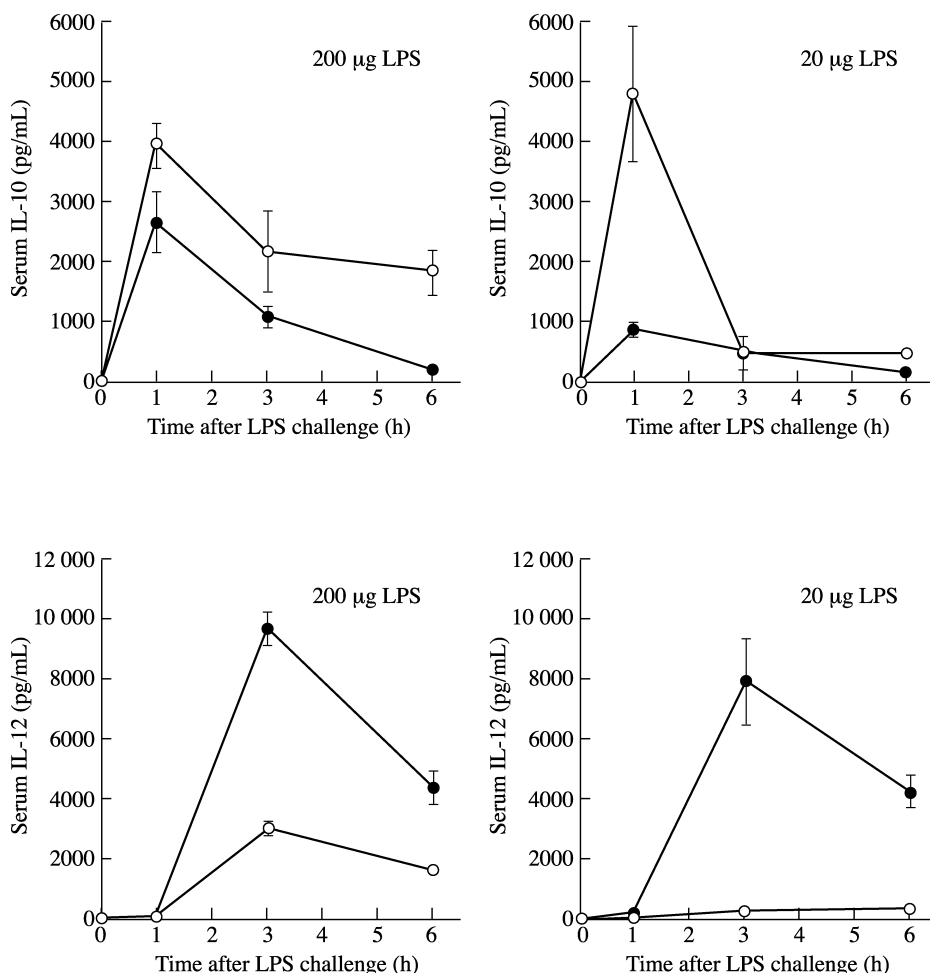 6000
5000
4000
3000
2000
1000
0
Serum IL-10 (pg/mL)
200 µg LPS
0 1 2 3 4 5 6
Time after LPS challenge (h)
6000
5000
4000
3000
2000
1000
0
Serum IL-10 (pg/mL)
20 µg LPS
0 1 2 3 4 5 6
Time after LPS challenge (h)
12 000
10 000
8000
6000
4000
2000
0
Serum IL-12 (pg/mL)
200 µg LPS
0 1 2 3 4 5 6
Time after LPS challenge (h)
12 000
10 000
8000
6000
4000
2000
0
Serum IL-12 (pg/mL)
20 µg LPS
0 1 2 3 4 5 6
Time after LPS challenge (h)